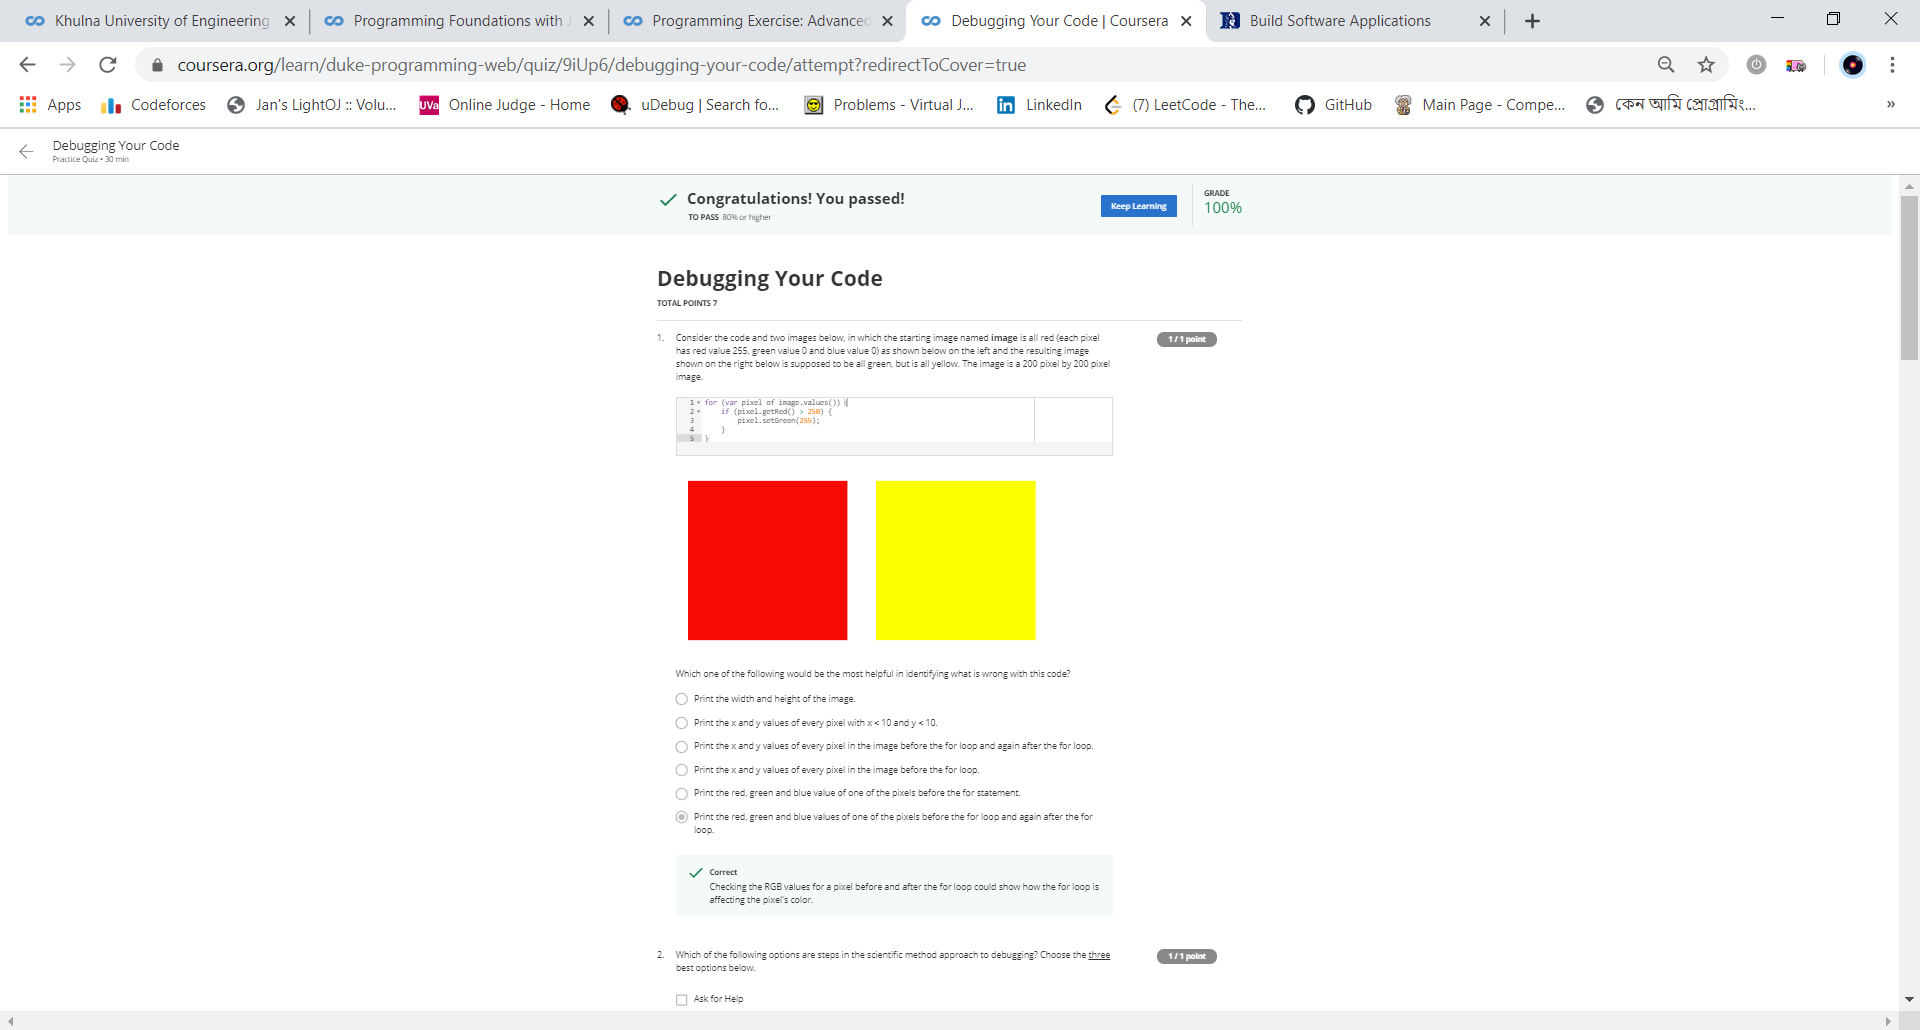 Khulna University of Engineering
Programming Foundations with J
Programming Exercise: Advanced
Debugging Your Code | Coursera
Build Software Applications
coursera.org/learn/duke-programming-web/quiz/9iUp6/debugging-your-code/attempt?redirectToCover=true
Apps
Codeforces
Jan's LightOJ :: Volu...
UVa Online Judge - Home
uDebug | Search fo...
Problems - Virtual J...
in LinkedIn
(7) LeetCode - The...
GitHub
Main Page - Compe...
কেন আমি প্রোগ্রামিং...
»
Debugging Your Code
Practice Quiz • 30 min
Congratulations! You passed!
TO PASS 80% or higher
Keep Learning
GRADE
100%
Debugging Your Code
TOTAL POINTS 7
1. Consider the code and two images below, in which the starting image named image is all red (each pixel
has red value 255, green value 0 and blue value 0) as shown below on the left and the resulting image
shown on the right below is supposed to be all green, but is all yellow. The image is a 200 pixel by 200 pixel
image.
1 / 1 point
1 for (var pixel of image.values()) {
2 if (pixel.getRed() > 250) {
3 pixel.setGreen(255);
4 }
5 }
Which one of the following would be the most helpful in identifying what is wrong with this code?
Print the width and height of the image.
Print the x and y values of every pixel with x < 10 and y < 10.
Print the x and y values of every pixel in the image before the for loop and again after the for loop.
Print the x and y values of every pixel in the image before the for loop.
Print the red, green and blue value of one of the pixels before the for statement.
Print the red, green and blue values of one of the pixels before the for loop and again after the for
loop.
Correct
Checking the RGB values for a pixel before and after the for loop could show how the for loop is
affecting the pixel's color.
2. Which of the following options are steps in the scientific method approach to debugging? Choose the three
best options below.
1 / 1 point
Ask for Help